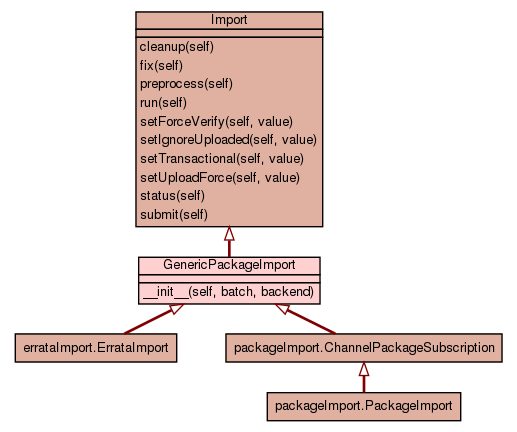 Import
cleanup(self)
fix(self)
preprocess(self)
run(self)
setForceVerify(self, value)
setIgnoreUploaded(self, value)
setTransactional(self, value)
setUploadForce(self, value)
status(self)
submit(self)
GenericPackageImport
__init__(self, batch, backend)
errataImport.ErrataImport
packageImport.ChannelPackageSubscription
packageImport.PackageImport